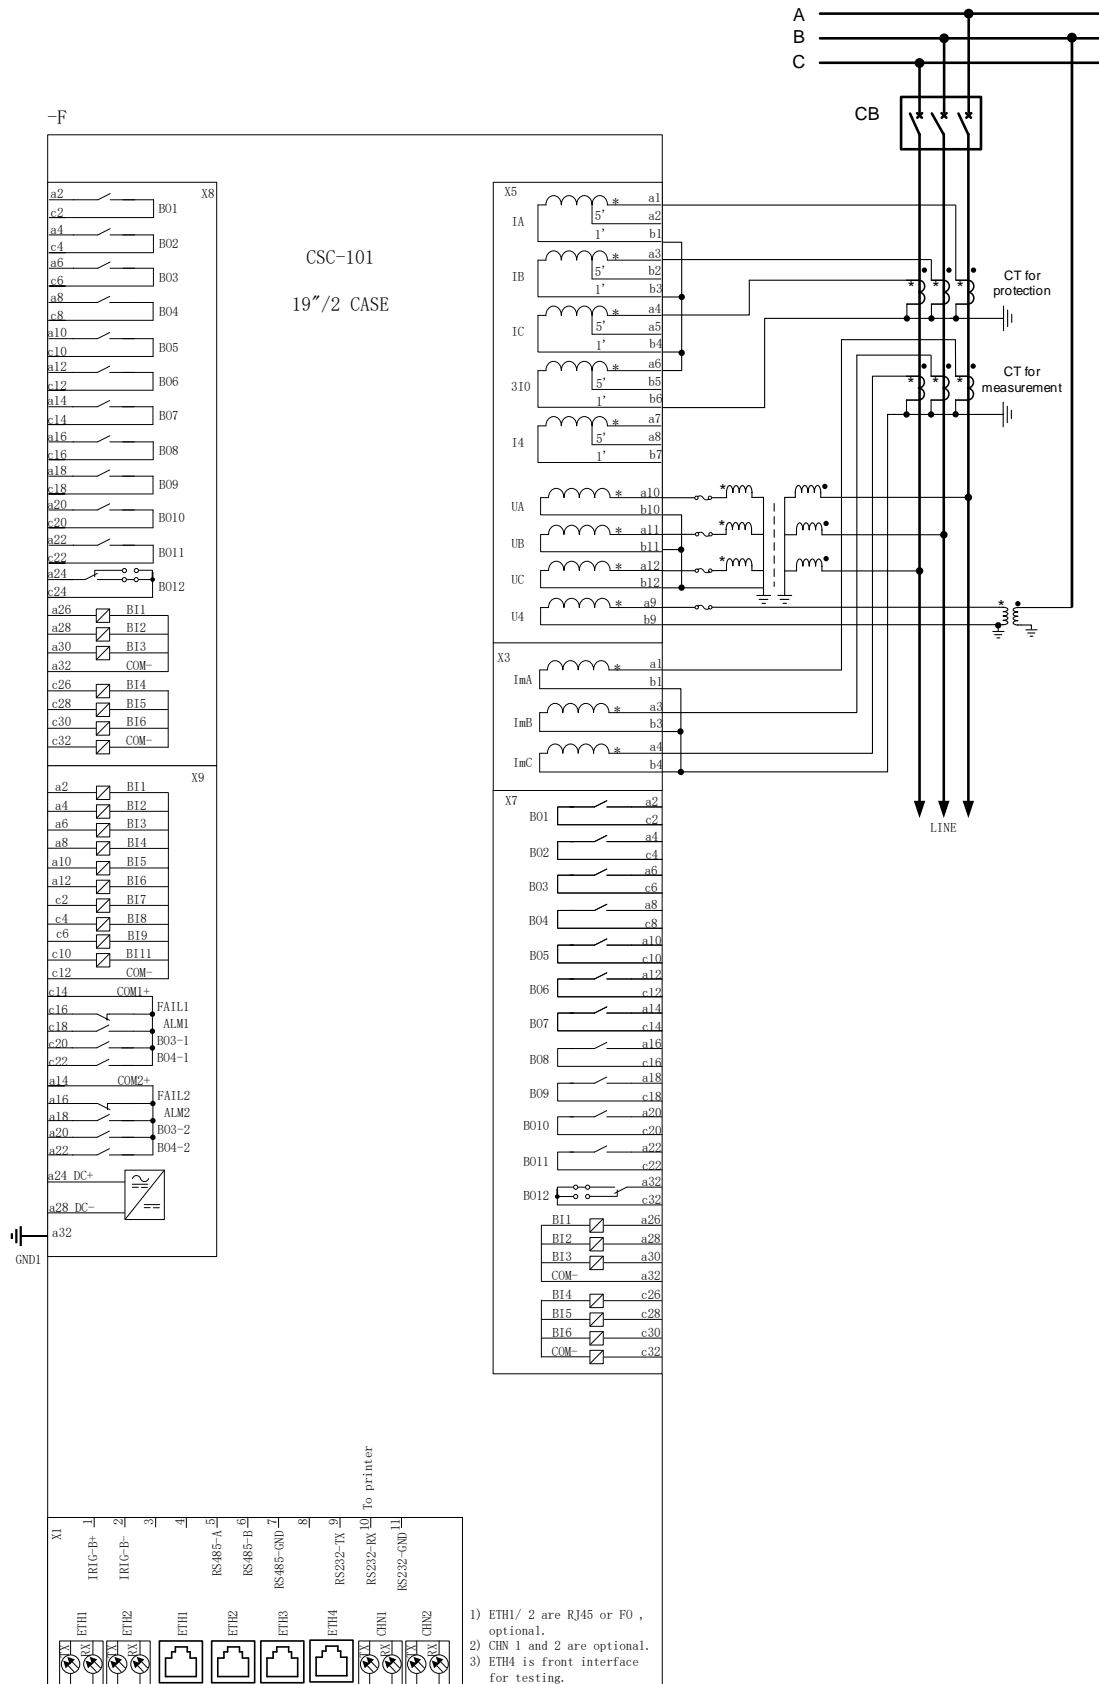 A
B
C
CB
-F
CSC-101
19"/2 CASE
X8
a2
c2
BO1
a4
c4
BO2
a6
c6
BO3
a8
c8
BO4
a10
c10
BO5
a12
c12
BO6
a14
c14
BO7
a16
c16
BO8
a18
c18
BO9
a20
c20
BO10
a22
c22
BO11
a24
c24
BO12
a26 BI1
a28 BI2
a30 BI3
a32 COM-
c26 BI4
c28 BI5
c30 BI6
c32 COM-
X9
a2 BI1
a4 BI2
a6 BI3
a8 BI4
a10 BI5
a12 BI6
c2 BI7
c4 BI8
c6 BI9
c10 BI11
c12 COM-
c14 COM1+
c16 FAIL1
c18 ALM1
c20 BO3-1
c22 BO4-1
a14 COM2+
a16 FAIL2
a18 ALM2
a20 BO3-2
a22 BO4-2
a24 DC+
a28 DC-
a32
GND1
X5
IA * a1
5' a2
1' b1
IB * a3
5' b2
1' b3
IC * a4
5' a5
1' b4
3I0 * a6
5' b5
1' b6
I4 * a7
5' a8
1' b7
UA * a10
b10
UB * a11
b11
UC * a12
b12
U4 * a9
b9
* * *
CT for
protection
* * *
CT for
measurement
*
*
*
*
X3
ImA * a1
b1
ImB * a3
b3
ImC * a4
b4
LINE
X7
BO1 a2
c2
BO2 a4
c4
BO3 a6
c6
BO4 a8
c8
BO5 a10
c10
BO6 a12
c12
BO7 a14
c14
BO8 a16
c16
BO9 a18
c18
BO10 a20
c20
BO11 a22
c22
BO12 a32
c32
BI1 a26
BI2 a28
BI3 a30
COM- a32
BI4 c26
BI5 c28
BI6 c30
COM- c32
To printer
X1
1 2 3 4 5 6 7 8 9 10 11
IRIG-B+
IRIG-B-
RS485-A
RS485-B
RS485-GND
RS232-TX
RS232-RX
RS232-GND
ETH1
ETH2
ETH1
ETH2
ETH3
ETH4
CHN1
CHN2
TX RX TX RX TX RX TX RX
1) ETH1/ 2 are RJ45 or FO ,
optional.
2) CHN 1 and 2 are optional.
3) ETH4 is front interface
for testing.